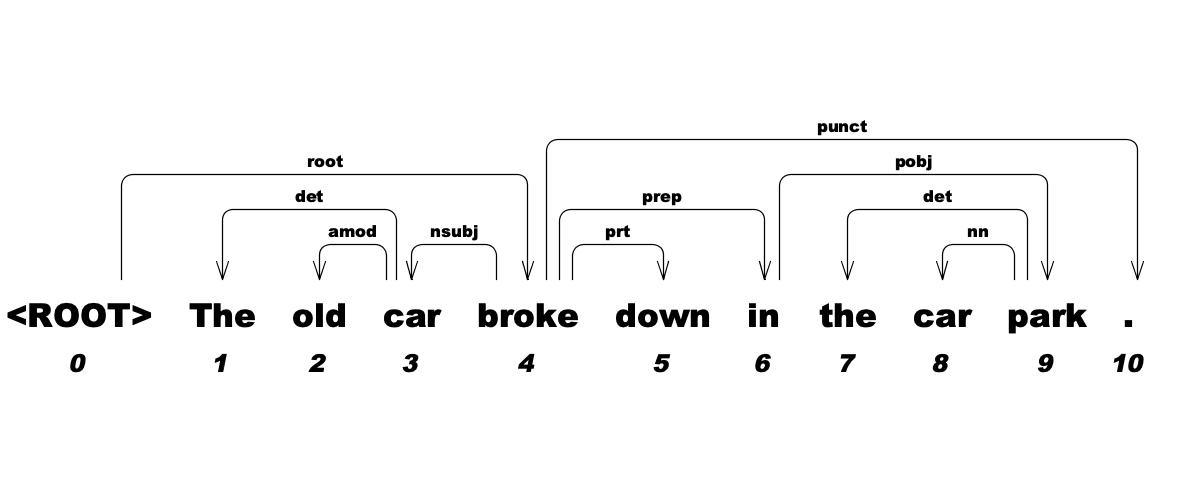 punct
root pobj
det prep det
amod nsubj prt nn
<ROOT> The old car broke down in the car park .
0 1 2 3 4 5 6 7 8 9 10